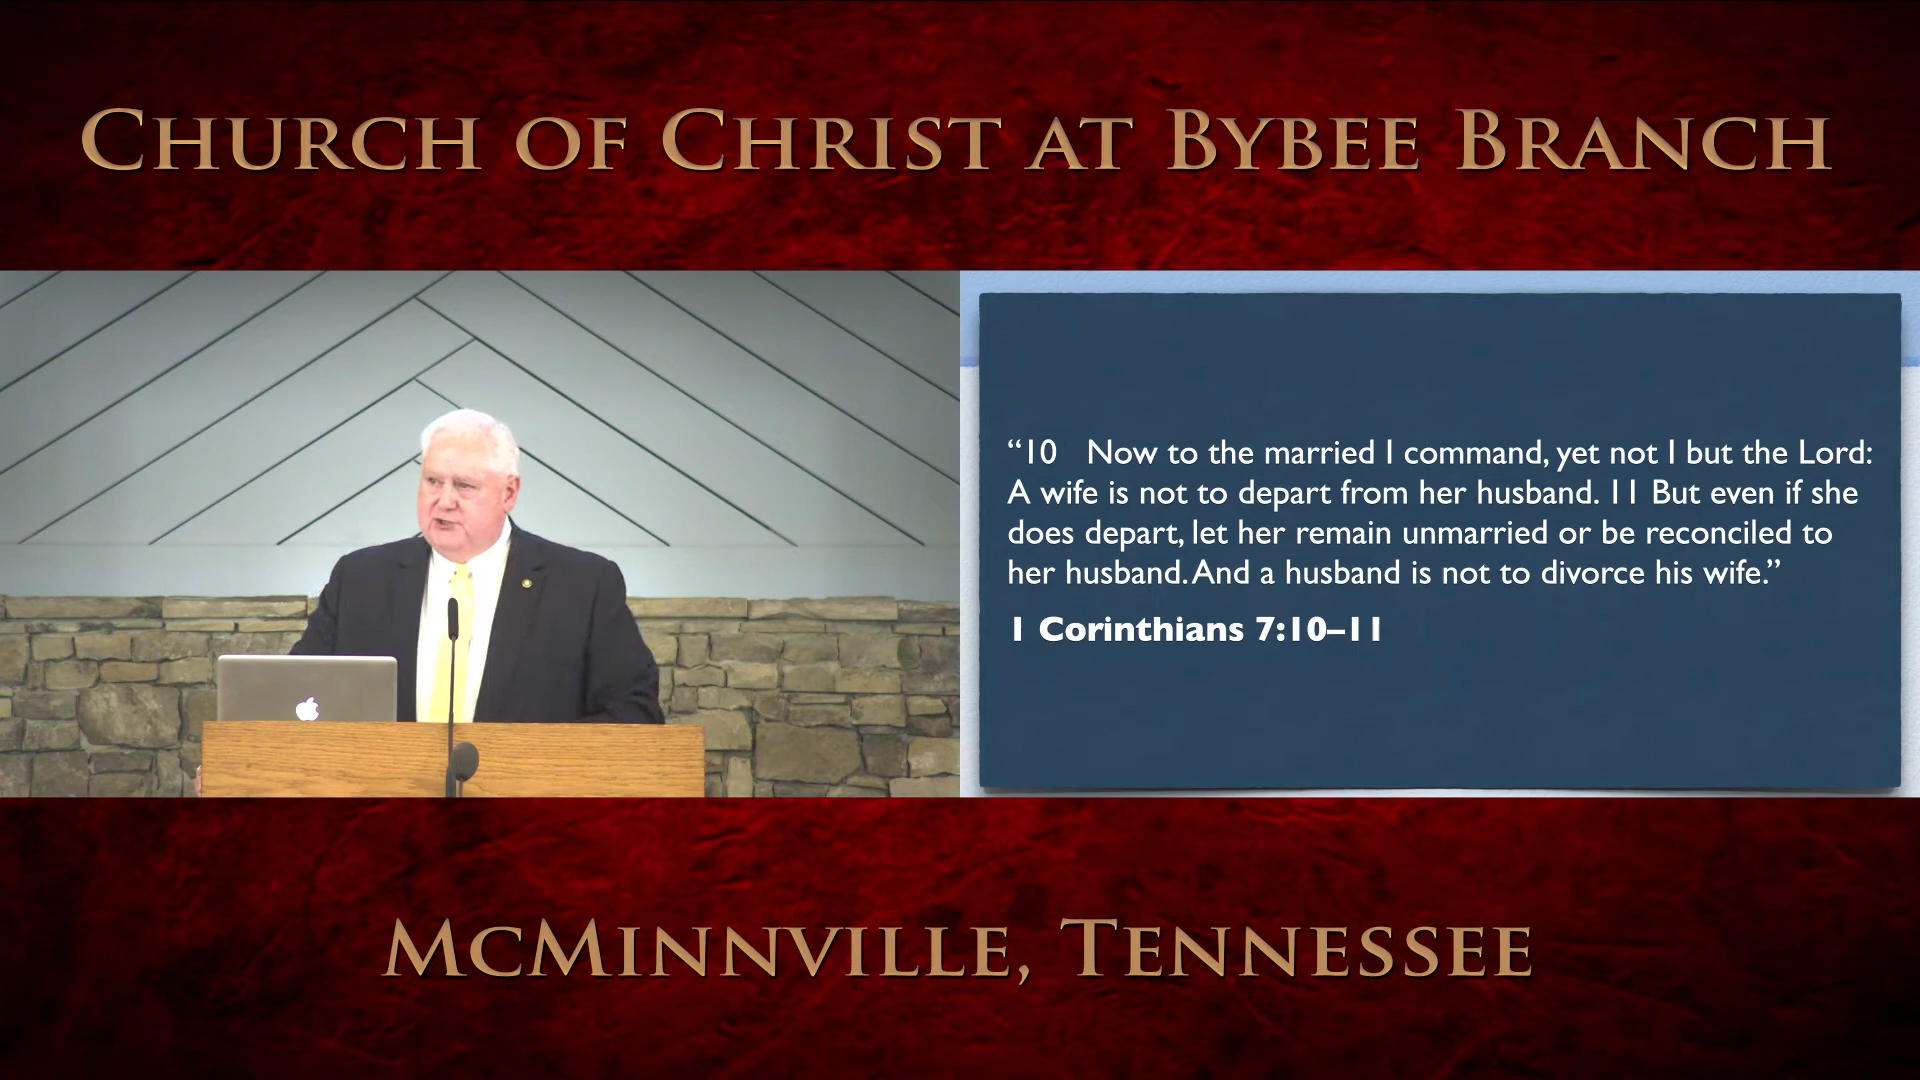 Church of Christ at Bybee Branch
“10 Now to the married I command, yet not I but the Lord:
A wife is not to depart from her husband. 11 But even if she
does depart, let her remain unmarried or be reconciled to
her husband. And a husband is not to divorce his wife.”
1 Corinthians 7:10–11
McMinnville, Tennessee